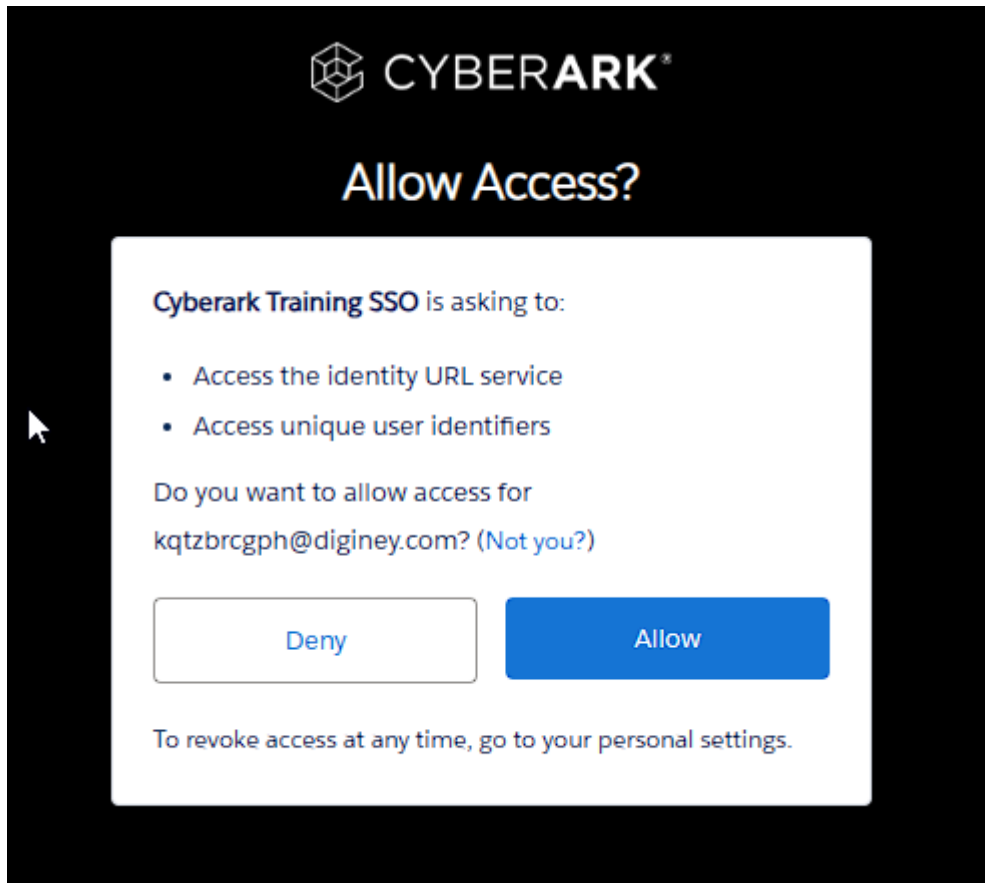 CYBERARK®
Allow Access?
Cyberark Training SSO is asking to:
• Access the identity URL service
• Access unique user identifiers
Do you want to allow access for
kqtzbrcgph@diginey.com? (Not you?)
Deny
Allow
To revoke access at any time, go to your personal settings.